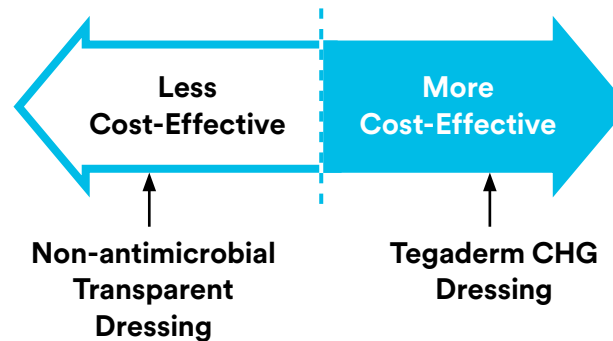 Less
Cost-Effective
More
Cost-Effective
Non-antimicrobial
Transparent
Dressing
Tegaderm CHG
Dressing